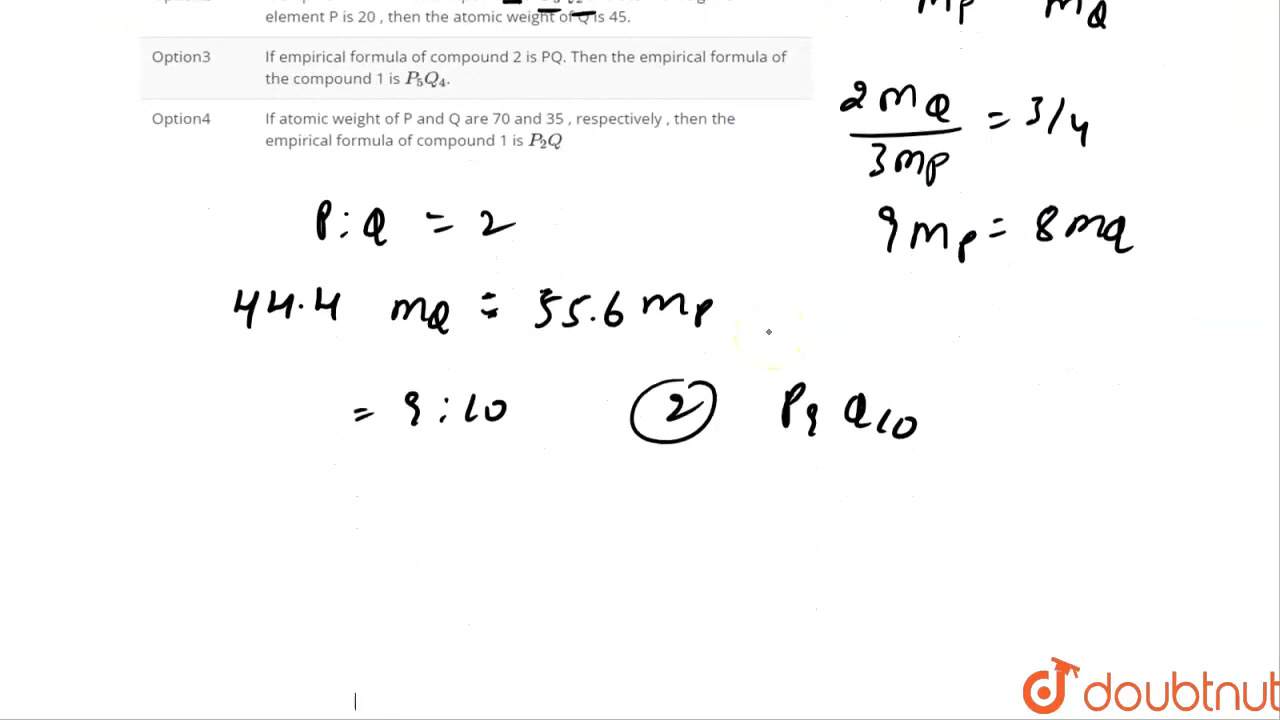 element P is 20 , then the atomic weight of Q is 45.
Option3 If empirical formula of compound 2 is PQ. Then the empirical formula of
the compound 1 is P₅Q₄.
Option4 If atomic weight of P and Q are 70 and 35 , respectively , then the
empirical formula of compound 1 is P₂Q
mp mQ
2mQ/3mp = 3/4
9mp = 8mQ
P:Q = 2
44.4 mQ = 55.6 mp
= 9:10
2
P9 Q10
doubtnut